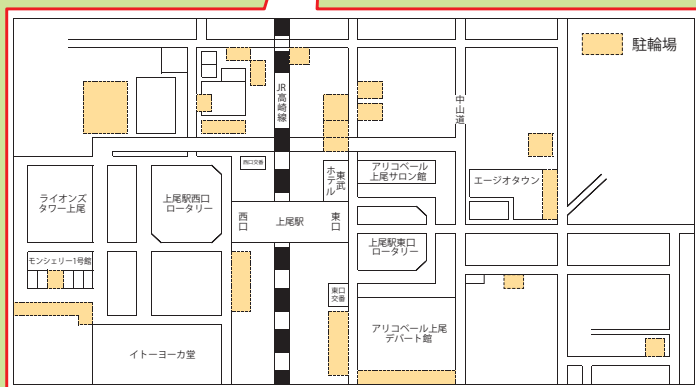 駐輪場
JR高崎線
中山道
西口交番
東武
ホテル
アリコベール
上尾サロン館
エージオタウン
ライオンズ
タワー上尾
上尾駅西口
ロータリー
西口
上尾駅
東口
上尾駅東口
ロータリー
モンシェリー1号館
東口
交番
アリコベール上尾
デパート館
イトーヨーカ堂